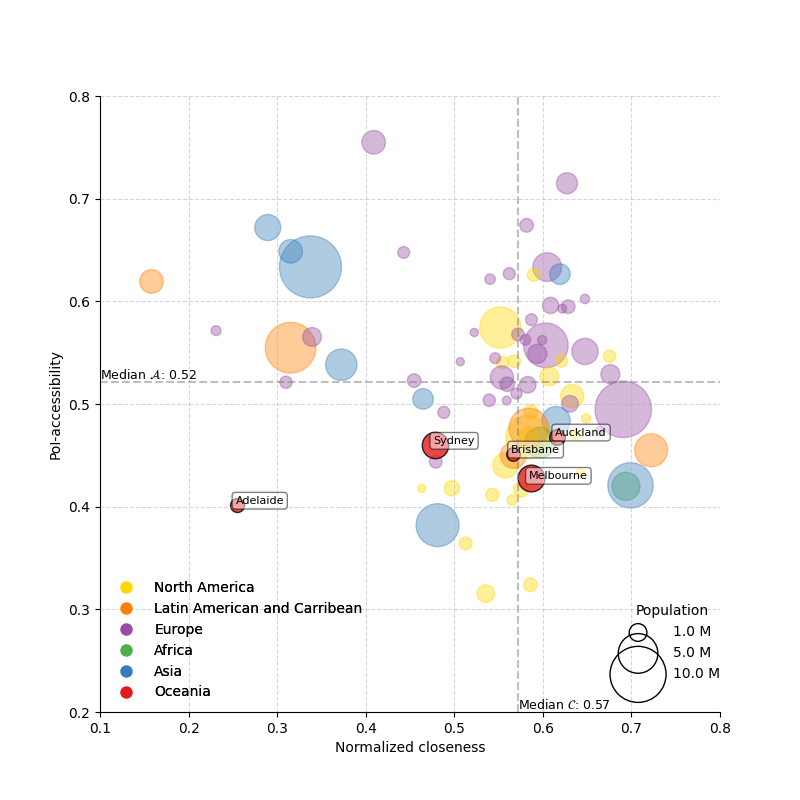 0.8
0.7
0.6
0.5
0.4
0.3
0.2
PoI-accessibility
Median 𝒜: 0.52
Sydney
Auckland
Brisbane
Melbourne
Adelaide
North America
Latin American and Carribean
Europe
Africa
Asia
Oceania
Population
1.0 M
5.0 M
10.0 M
Median 𝒞: 0.57
0.1 0.2 0.3 0.4 0.5 0.6 0.7 0.8
Normalized closeness